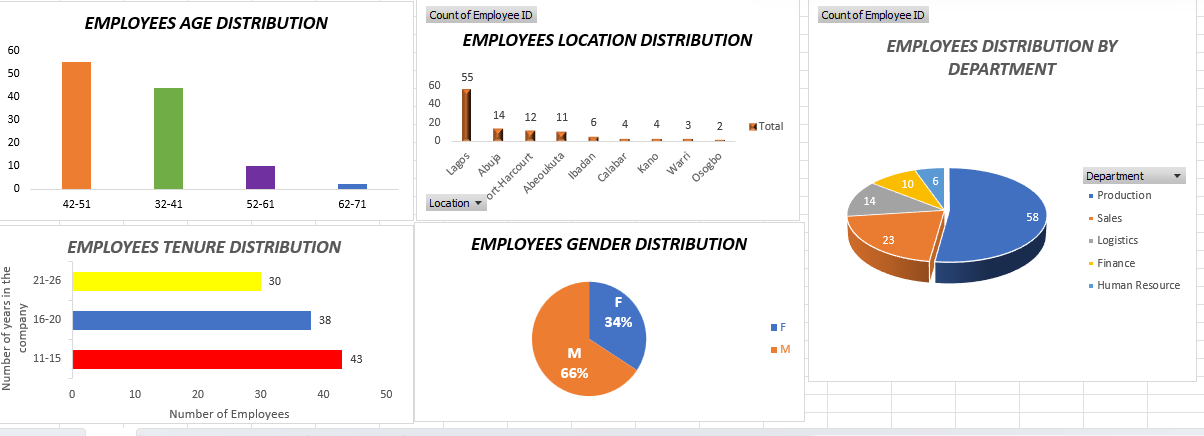 EMPLOYEES AGE DISTRIBUTION
60
50
40
30
20
10
0
42-51
32-41
52-61
62-71
Count of Employee ID
EMPLOYEES LOCATION DISTRIBUTION
60
40
20
0
55
14
12
11
6
4
4
3
2
Lagos
Abuja
ort-Harcourt
Abeoukuta
Ibadan
Calabar
Kano
Warri
Osogbo
Total
Location
Count of Employee ID
EMPLOYEES DISTRIBUTION BY
DEPARTMENT
58
23
14
10
6
Department
Production
Sales
Logistics
Finance
Human Resource
EMPLOYEES TENURE DISTRIBUTION
Number of years in the
company
21-26
30
16-20
38
11-15
43
0
10
20
30
40
50
Number of Employees
EMPLOYEES GENDER DISTRIBUTION
F
34%
M
66%
F
M